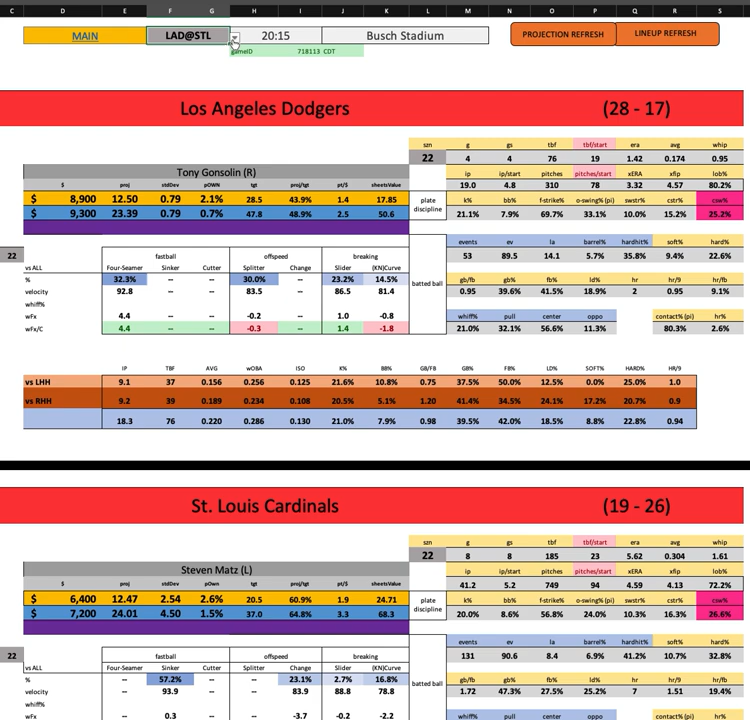 C D E F G H I J K L M N O P Q R S
MAIN LAD@STL 20:15 Busch Stadium PROJECTION REFRESH LINEUP REFRESH
gameID 718113 CDT
Los Angeles Dodgers (28 - 17)
szn g gs tbf tbf/start era avg whip
22 4 4 76 19 1.42 0.174 0.95
Tony Gonsolin (R) ip ip/start pitches pitches/start xERA xfip lob%
$ proj stdDev pOWN tgt proj/tgt pt/$ sheetsValue 19.0 4.8 310 78 3.32 4.57 80.2%
$ 8,900 12.50 0.79 2.1% 28.5 43.9% 1.4 17.85 plate discipline k% bb% f-strike% o-swing% (pi) swstr% cstr% csw%
$ 9,300 23.39 0.79 0.7% 47.8 48.9% 2.5 50.6 21.1% 7.9% 69.7% 33.1% 10.0% 15.2% 25.2%
events ev la barrel% hardhit% soft% hard%
22 fastball offspeed breaking 53 89.5 14.1 5.7% 35.8% 9.4% 22.6%
vs ALL Four-Seamer Sinker Cutter Splitter Change Slider (KN)Curve batted ball
% 32.3% -- -- 30.0% -- 23.2% 14.5% gb/fb gb% fb% ld% hr hr/9 hr/fb
velocity 92.8 -- -- 83.5 -- 86.5 81.4 0.95 39.6% 41.5% 18.9% 2 0.95 9.1%
whiff%
wFx 4.4 -- -- -0.2 -- 1.0 -0.8 whiff% pull center oppo contact% (pi) hr%
wFx/C 4.4 -- -- -0.3 -- 1.4 -1.8 21.0% 32.1% 56.6% 11.3% 80.3% 2.6%
IP TBF AVG wOBA ISO K% BB% GB/FB GB% FB% LD% SOFT% HARD% HR/9
vs LHH 9.1 37 0.156 0.256 0.125 21.6% 10.8% 0.75 37.5% 50.0% 12.5% 0.0% 25.0% 1.0
vs RHH 9.2 39 0.189 0.234 0.108 20.5% 5.1% 1.20 41.4% 34.5% 24.1% 17.2% 20.7% 0.9
18.3 76 0.220 0.286 0.130 21.0% 7.9% 0.98 39.5% 42.0% 18.5% 8.8% 22.8% 0.94
St. Louis Cardinals (19 - 26)
szn g gs tbf tbf/start era avg whip
22 8 8 185 23 5.62 0.304 1.61
Steven Matz (L) ip ip/start pitches pitches/start xERA xfip lob%
$ proj stdDev pOwn tgt proj/tgt pt/$ sheetsValue 41.2 5.2 749 94 4.59 4.13 72.2%
$ 6,400 12.47 2.54 2.6% 20.5 60.9% 1.9 24.71 plate discipline k% bb% f-strike% o-swing% (pi) swstr% cstr% csw%
$ 7,200 24.01 4.50 1.5% 37.0 64.8% 3.3 68.3 20.0% 8.6% 56.8% 24.0% 10.3% 16.3% 26.6%
events ev la barrel% hardhit% soft% hard%
22 fastball offspeed breaking 131 90.6 8.4 6.9% 41.2% 10.7% 32.8%
vs ALL Four-Seamer Sinker Cutter Splitter Change Slider (KN)Curve batted ball
% -- 57.2% -- -- 23.1% 2.7% 16.8% gb/fb gb% fb% ld% hr hr/9 hr/fb
velocity -- 93.9 -- -- 83.9 88.8 78.8 1.72 47.3% 27.5% 25.2% 7 1.51 19.4%
whiff%
wFx -- 0.3 -- -- -3.7 -0.2 -2.2 whiff% pull center oppo contact% (pi) hr%